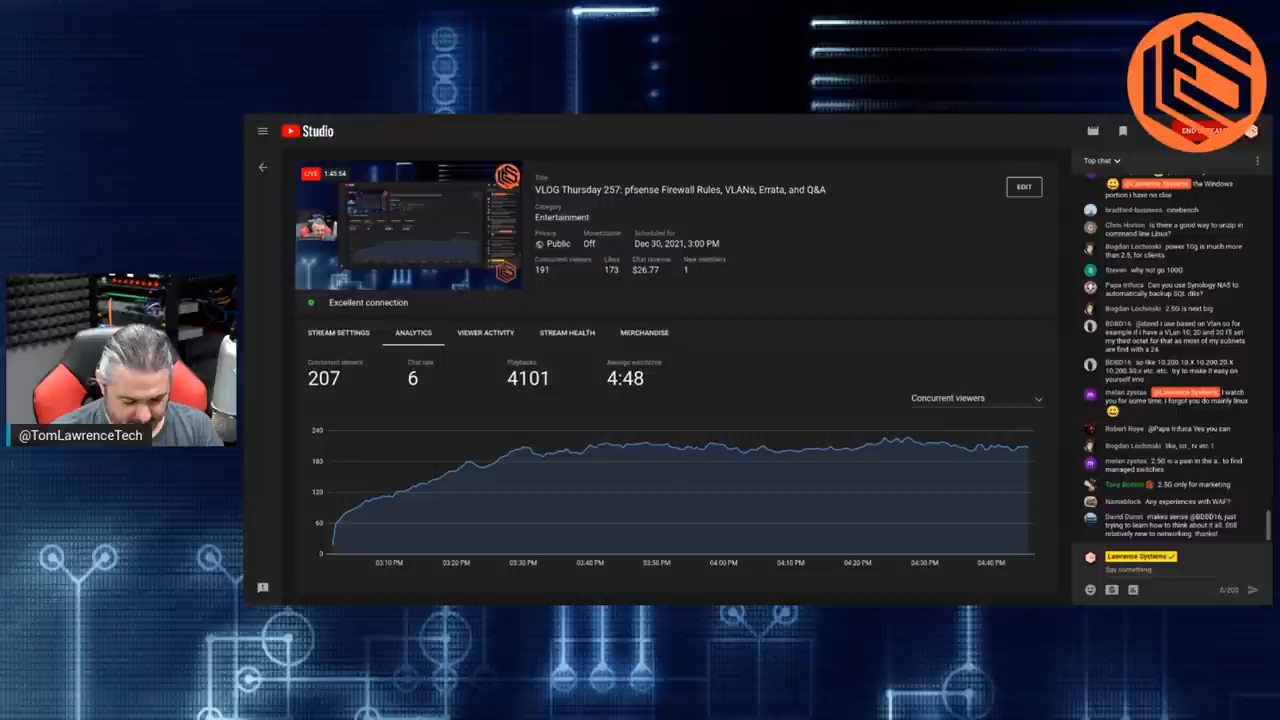 Studio
END STREAM
LIVE 1:45:54
Title
VLOG Thursday 257: pfsense Firewall Rules, VLANs, Errata, and Q&A
EDIT
Category
Entertainment
Privacy Monetization Scheduled for
Public Off Dec 30, 2021, 3:00 PM
Concurrent viewers Likes Chat revenue New members
191 173 $26.77 1
Excellent connection
STREAM SETTINGS ANALYTICS VIEWER ACTIVITY STREAM HEALTH MERCHANDISE
Concurrent viewers Chat rate Playbacks Average watchtime
207 6 4101 4:48
Concurrent viewers
240
180
120
60
0
03:10 PM 03:20 PM 03:30 PM 03:40 PM 03:50 PM 04:00 PM 04:10 PM 04:20 PM 04:30 PM 04:40 PM
@TomLawrenceTech
Top chat
@Lawrence Systems the Windows
portion i have no clue
bradford-business
Chris Horton Is there a good way to unzip in
command line Linux?
Bogdan Lochinski power 10g is much more
than 2.5, for clients
Steven why not go 1000
Papa trifuca Can you use Synology NAS to
automatically backup SQL dBs?
Bogdan Lochinski 2.5G is next big
BDBD16 @david I use based on Vlan so for
example if i have a VLan 10, 20 and 30 I'll set
my third octet for that as most of my subnets
are find with a 24.
BDBD16 so like 10.200.10.X 10.200.20.X
10.200.30.x etc. etc. try to make it easy on
yourself imo
melan zystas @Lawrence Systems I watch
you for some time, I forgot you do mainly linux
Robert Roye @Papa trifuca Yes you can
Bogdan Lochinski like, iot, tv etc.!
melan zystas 2.5G is a pain in the a.. to find
managed switches
2.5G only for marketing
Nameblock Any experiences with WAF?
makes sense @BDBD16, just
trying to learn how to think about it all. Still
relatively new to networking. thanks!
Lawrence Systems
Say something...
0/200